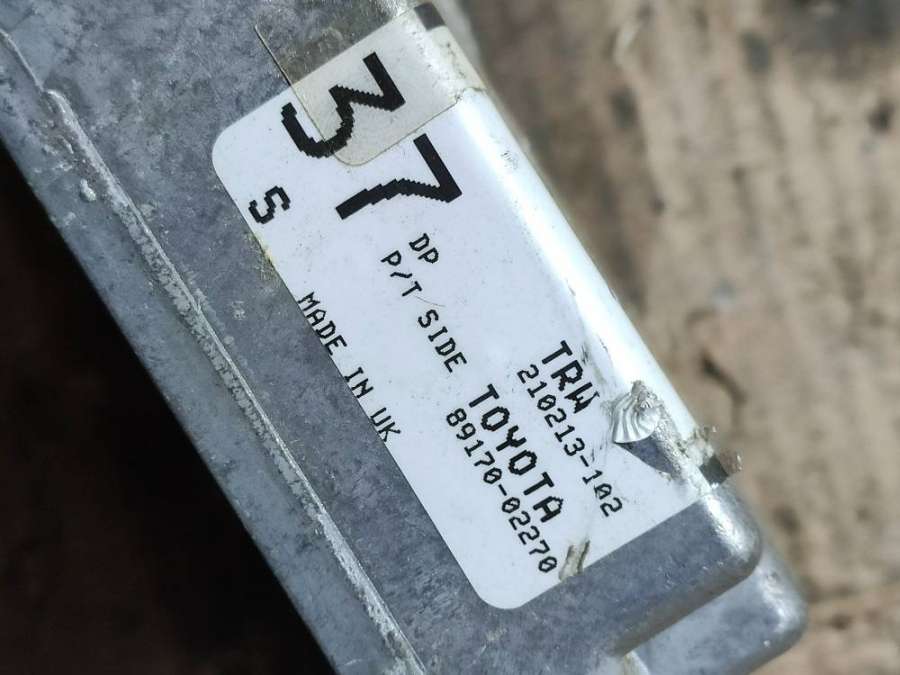 TRW
210213-102
TOYOTA
89170-02270
DP
P/T SIDE
37
S
MADE IN UK